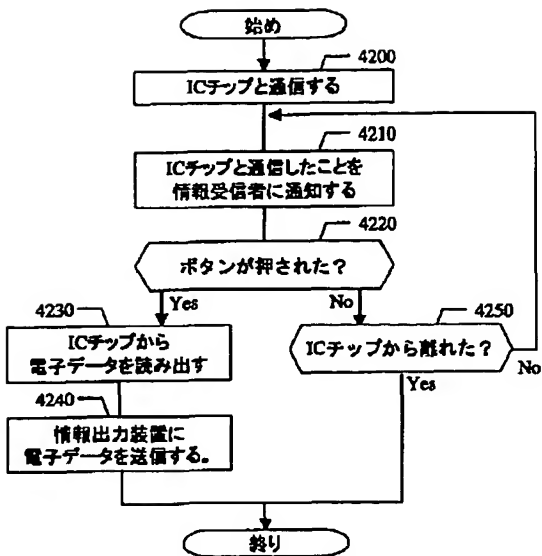 始め
4200
ICチップと通信する
4210
ICチップと通信したことを
情報受信者に通知する
4220
ボタンが押された？
Yes
No
4230
ICチップから
電子データを読み出す
4250
ICチップから離れた？
No
Yes
4240
情報出力装置に
電子データを送信する。
終り